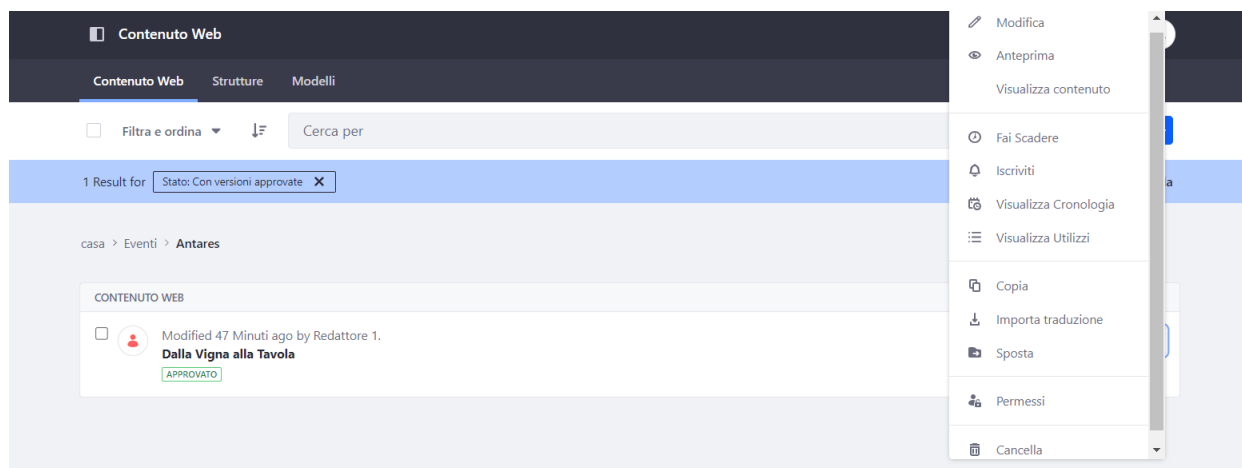 Contenuto Web
Contenuto Web Strutture Modelli
Filtra e ordina Cerca per
1 Result for Stato: Con versioni approvate X
casa > Eventi > Antares
CONTENUTO WEB
Modified 47 Minuti ago by Redattore 1.
Dalla Vigna alla Tavola
APPROVATO
Modifica
Anteprima
Visualizza contenuto
Fai Scadere
Iscriviti
Visualizza Cronologia
Visualizza Utilizzi
Copia
Importa traduzione
Sposta
Permessi
Cancella